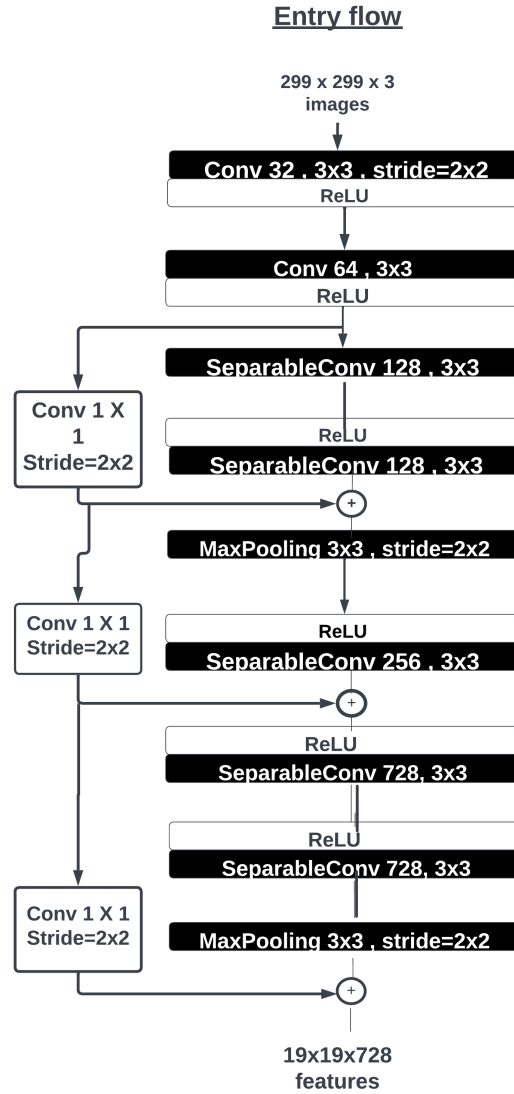 Entry flow
299 x 299 x 3
images
Conv 32 , 3x3 , stride=2x2
ReLU
Conv 64 , 3x3
ReLU
SeparableConv 128 , 3x3
Conv 1 X
1
Stride=2x2
ReLU
SeparableConv 128 , 3x3
+
MaxPooling 3x3 , stride=2x2
Conv 1 X 1
Stride=2x2
ReLU
SeparableConv 256 , 3x3
+
ReLU
SeparableConv 728, 3x3
ReLU
SeparableConv 728, 3x3
Conv 1 X 1
Stride=2x2
MaxPooling 3x3 , stride=2x2
+
19x19x728
features